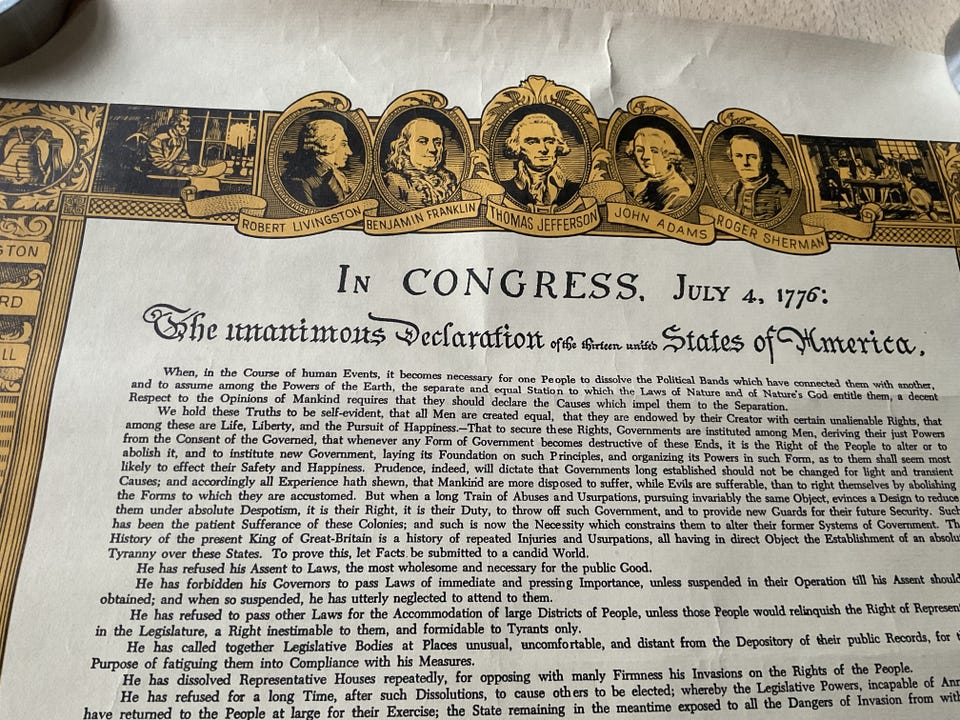 ROBERT LIVINGSTON
BENJAMIN FRANKLIN
THOMAS JEFFERSON
JOHN ADAMS
ROGER SHERMAN
STON
RD
LL
IN CONGRESS, JULY 4, 1776:
The unanimous Declaration of the thirteen united States of America.
When, in the Course of human Events, it becomes necessary for one People to dissolve the Political Bands which have connected them with another,
and to assume among the Powers of the Earth, the separate and equal Station to which the Laws of Nature and of Nature's God entitle them, a decent
Respect to the Opinions of Mankind requires that they should declare the Causes which impel them to the Separation.
We hold these Truths to be self-evident, that all Men are created equal, that they are endowed by their Creator with certain unalienable Rights, that
among these are Life, Liberty, and the Pursuit of Happiness.—That to secure these Rights, Governments are instituted among Men, deriving their just Powers
from the Consent of the Governed, that whenever any Form of Government becomes destructive of these Ends, it is the Right of the People to alter or to
abolish it, and to institute new Government, laying its Foundation on such Principles, and organizing its Powers in such Form, as to them shall seem most
likely to effect their Safety and Happiness. Prudence, indeed, will dictate that Governments long established should not be changed for light and transient
Causes; and accordingly all Experience hath shewn, that Mankind are more disposed to suffer, while Evils are sufferable, than to right themselves by abolishing
the Forms to which they are accustomed. But when a long Train of Abuses and Usurpations, pursuing invariably the same Object, evinces a Design to reduce
them under absolute Despotism, it is their Right, it is their Duty, to throw off such Government, and to provide new Guards for their future Security. Such
has been the patient Sufferance of these Colonies; and such is now the Necessity which constrains them to alter their former Systems of Government. Th
History of the present King of Great-Britain is a history of repeated Injuries and Usurpations, all having in direct Object the Establishment of an absolu
Tyranny over these States. To prove this, let Facts be submitted to a candid World.
He has refused his Assent to Laws, the most wholesome and necessary for the public Good.
He has forbidden his Governors to pass Laws of immediate and pressing Importance, unless suspended in their Operation till his Assent should
obtained; and when so suspended, he has utterly neglected to attend to them.
He has refused to pass other Laws for the Accommodation of large Districts of People, unless those People would relinquish the Right of Represen
in the Legislature, a Right inestimable to them, and formidable to Tyrants only.
He has called together Legislative Bodies at Places unusual, uncomfortable, and distant from the Depository of their public Records, for t
Purpose of fatiguing them into Compliance with his Measures.
He has dissolved Representative Houses repeatedly, for opposing with manly Firmness his Invasions on the Rights of the People.
He has refused for a long Time, after such Dissolutions, to cause others to be elected; whereby the Legislative Powers, incapable of Ann
have returned to the People at large for their Exercise; the State remaining in the meantime exposed to all the Dangers of Invasion from with